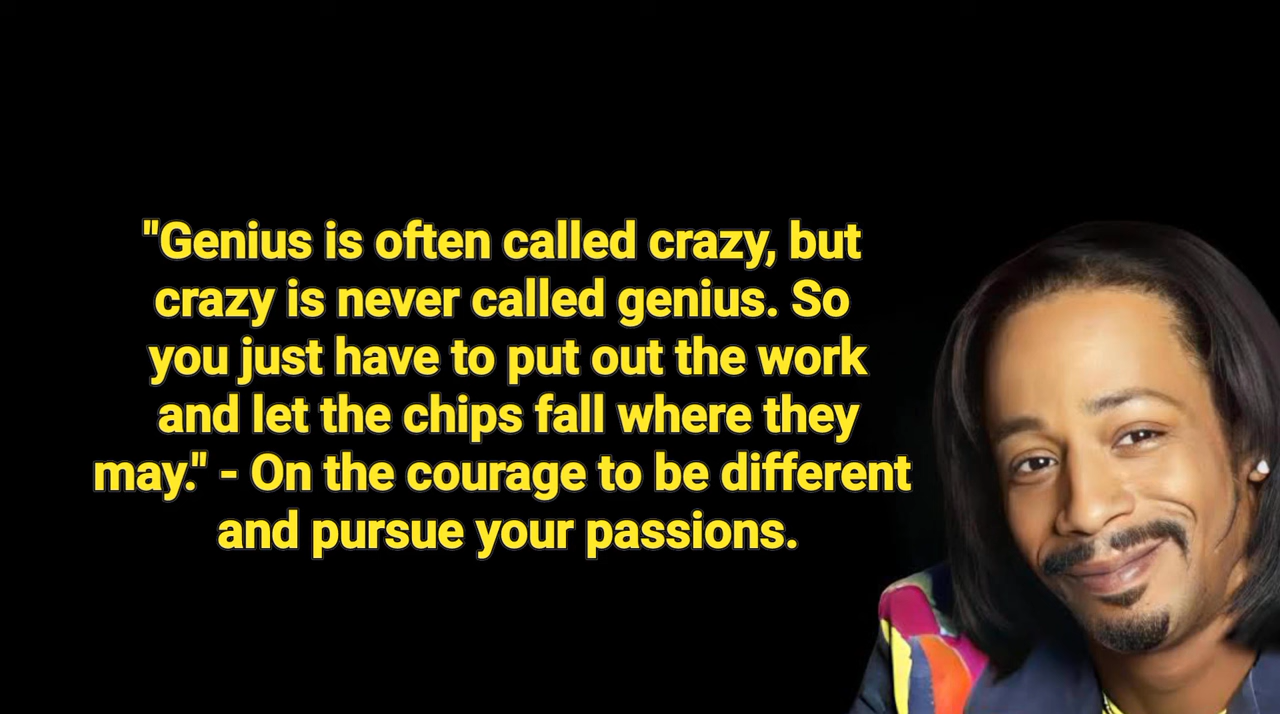 "Genius is often called crazy, but
crazy is never called genius. So
you just have to put out the work
and let the chips fall where they
may." - On the courage to be different
and pursue your passions.